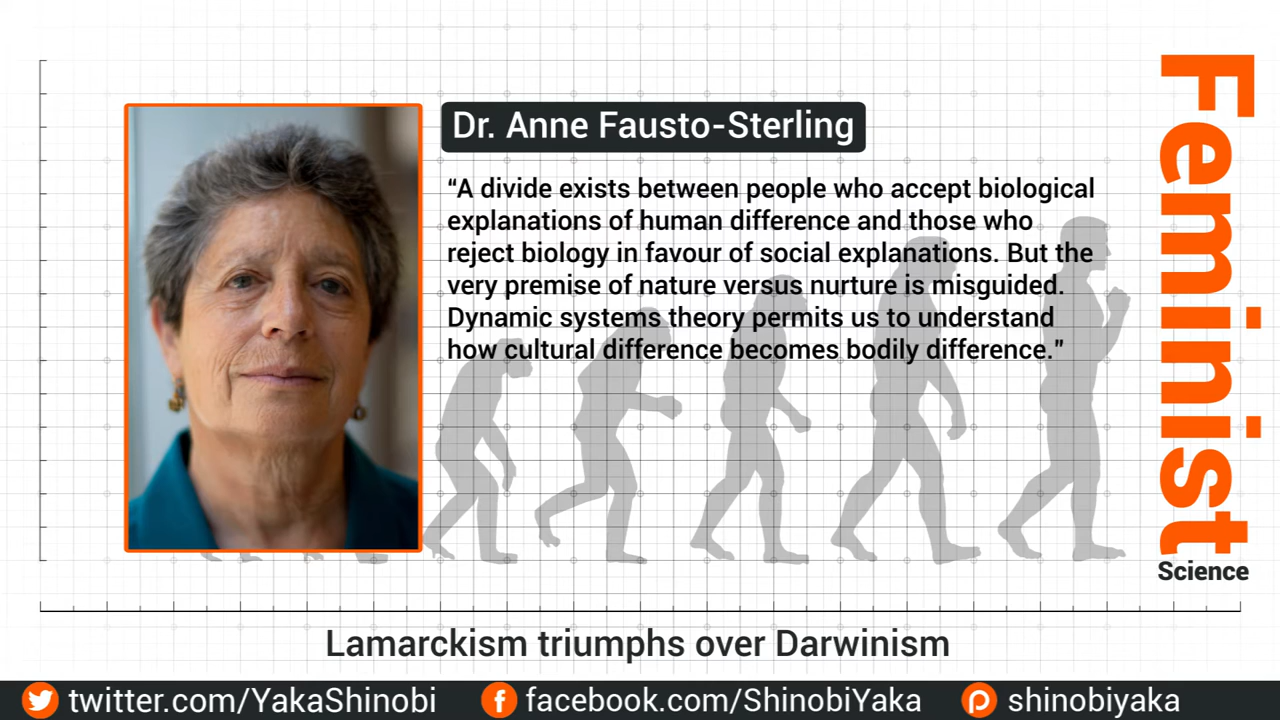 Dr. Anne Fausto-Sterling
“A divide exists between people who accept biological
explanations of human difference and those who
reject biology in favour of social explanations. But the
very premise of nature versus nurture is misguided.
Dynamic systems theory permits us to understand
how cultural difference becomes bodily difference.”
Feminist
Science
Lamarckism triumphs over Darwinism
twitter.com/YakaShinobi
facebook.com/ShinobiYaka
shinobiyaka